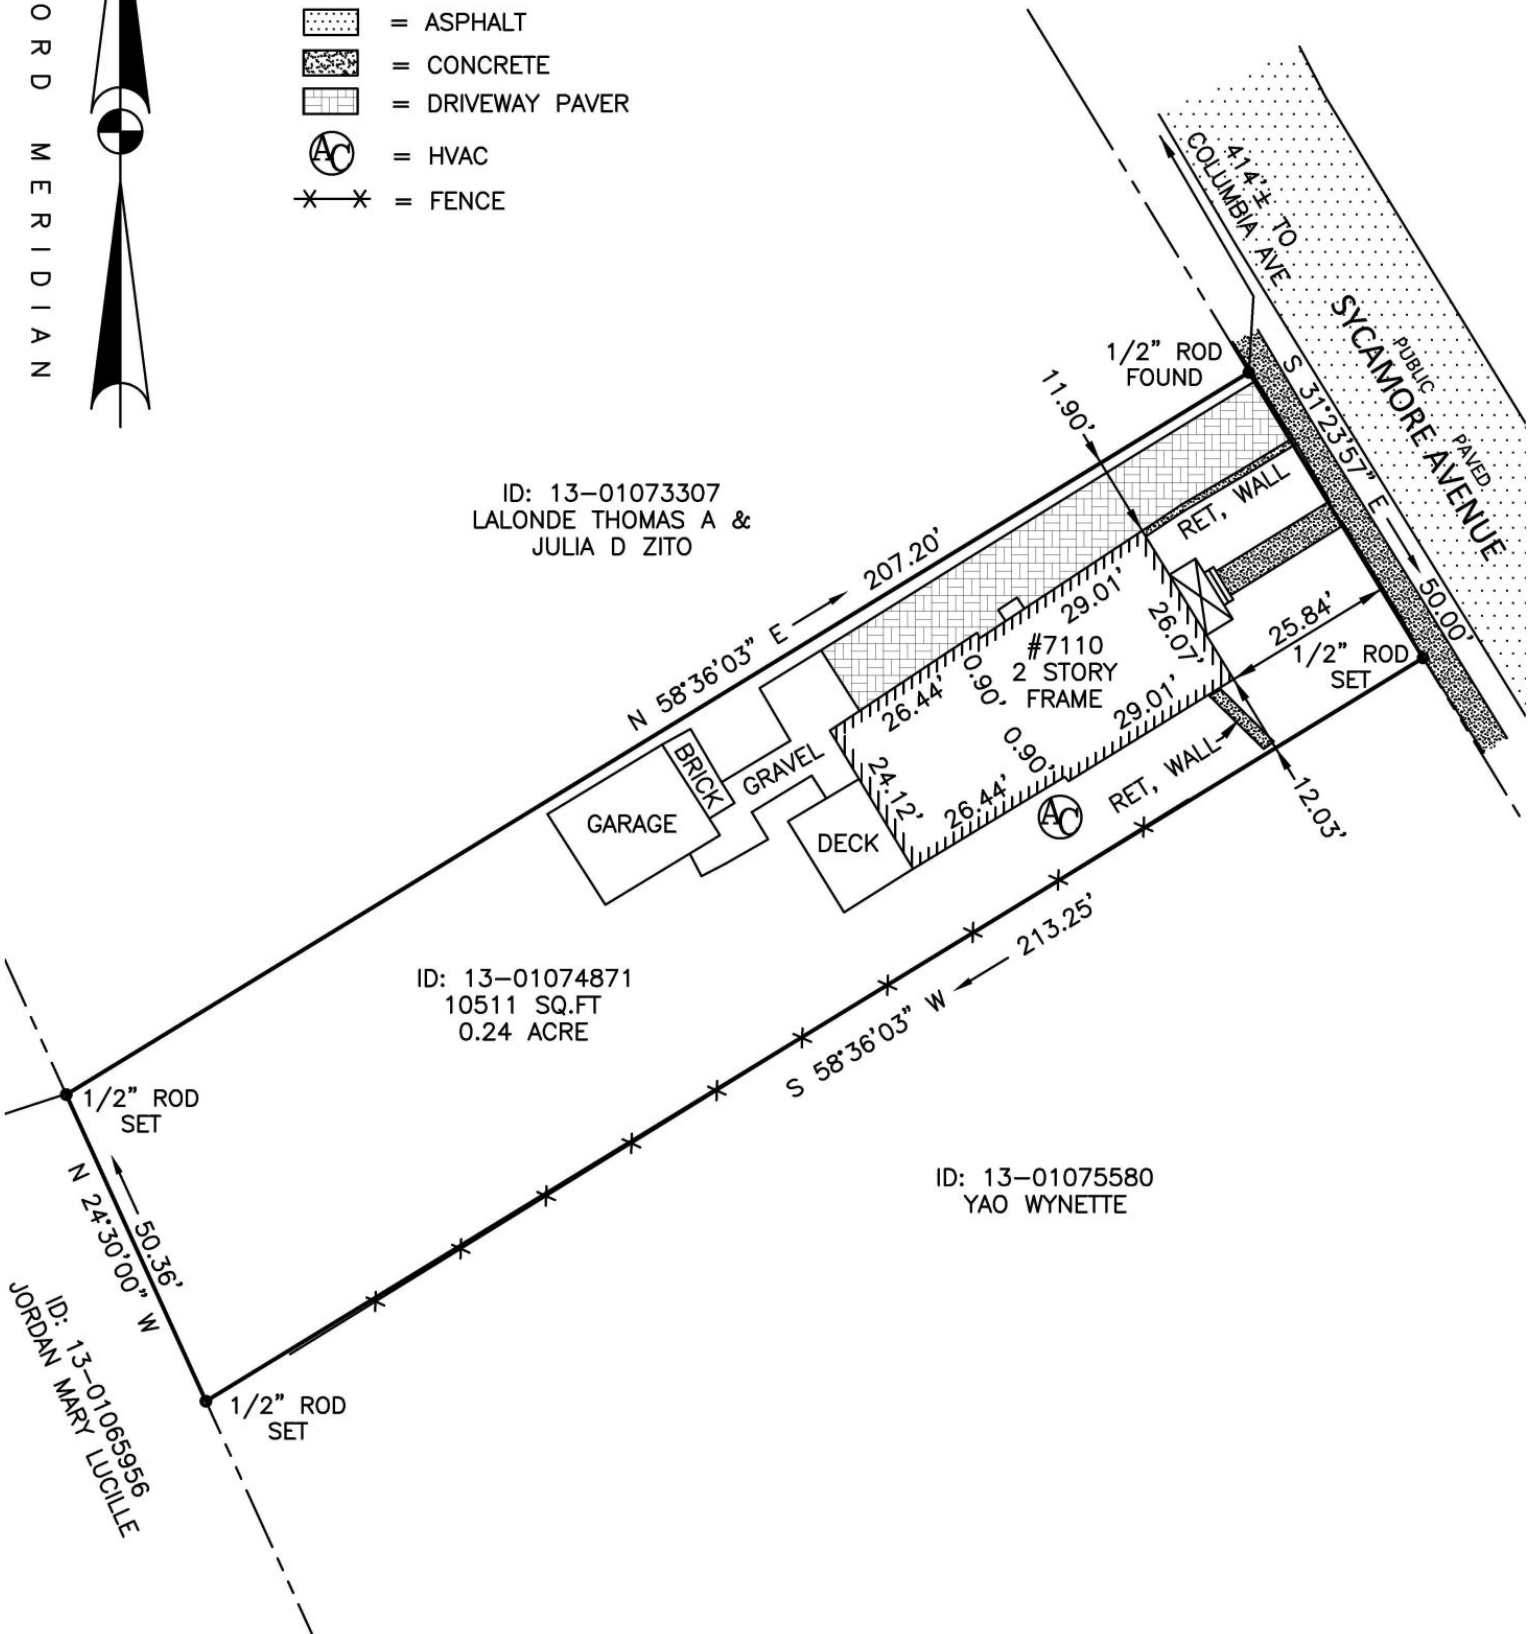 ORD MERIDIAN
= ASPHALT
= CONCRETE
= DRIVEWAY PAVER
AC = HVAC
= FENCE
414'± TO
COLUMBIA AVE
PUBLIC
SYCAMORE AVENUE
PAVED
1/2" ROD
FOUND
S 31°23'57" E
50.00'
11.90'
RET, WALL
ID: 13-01073307
LALONDE THOMAS A &
JULIA D ZITO
N 58°36'03" E
207.20'
29.01'
26.07'
25.84'
#7110
2 STORY
FRAME
1/2" ROD
SET
0.90'
26.44'
29.01'
0.90'
24.12'
26.44'
BRICK
GRAVEL
GARAGE
DECK
AC
RET, WALL
12.03'
213.25'
S 58°36'03" W
ID: 13-01074871
10511 SQ.FT
0.24 ACRE
1/2" ROD
SET
N 24°30'00" W
50.36'
ID: 13-01075580
YAO WYNETTE
ID: 13-01065956
JORDAN MARY LUCILLE
1/2" ROD
SET